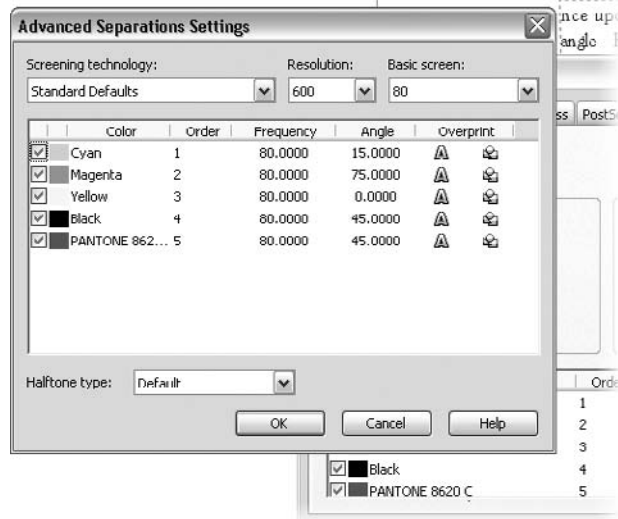 Advanced Separations Settings
Screening technology: Resolution: Basic screen:
Standard Defaults 600 80
Color Order Frequency Angle Overprint
Cyan 1 80.0000 15.0000
Magenta 2 80.0000 75.0000
Yellow 3 80.0000 0.0000
Black 4 80.0000 45.0000
PANTONE 862... 5 80.0000 45.0000
Halftone type: Default
OK Cancel Help
nce up
angle
ss PostS
Orde
1
2
3
Black 4
PANTONE 8620 C 5